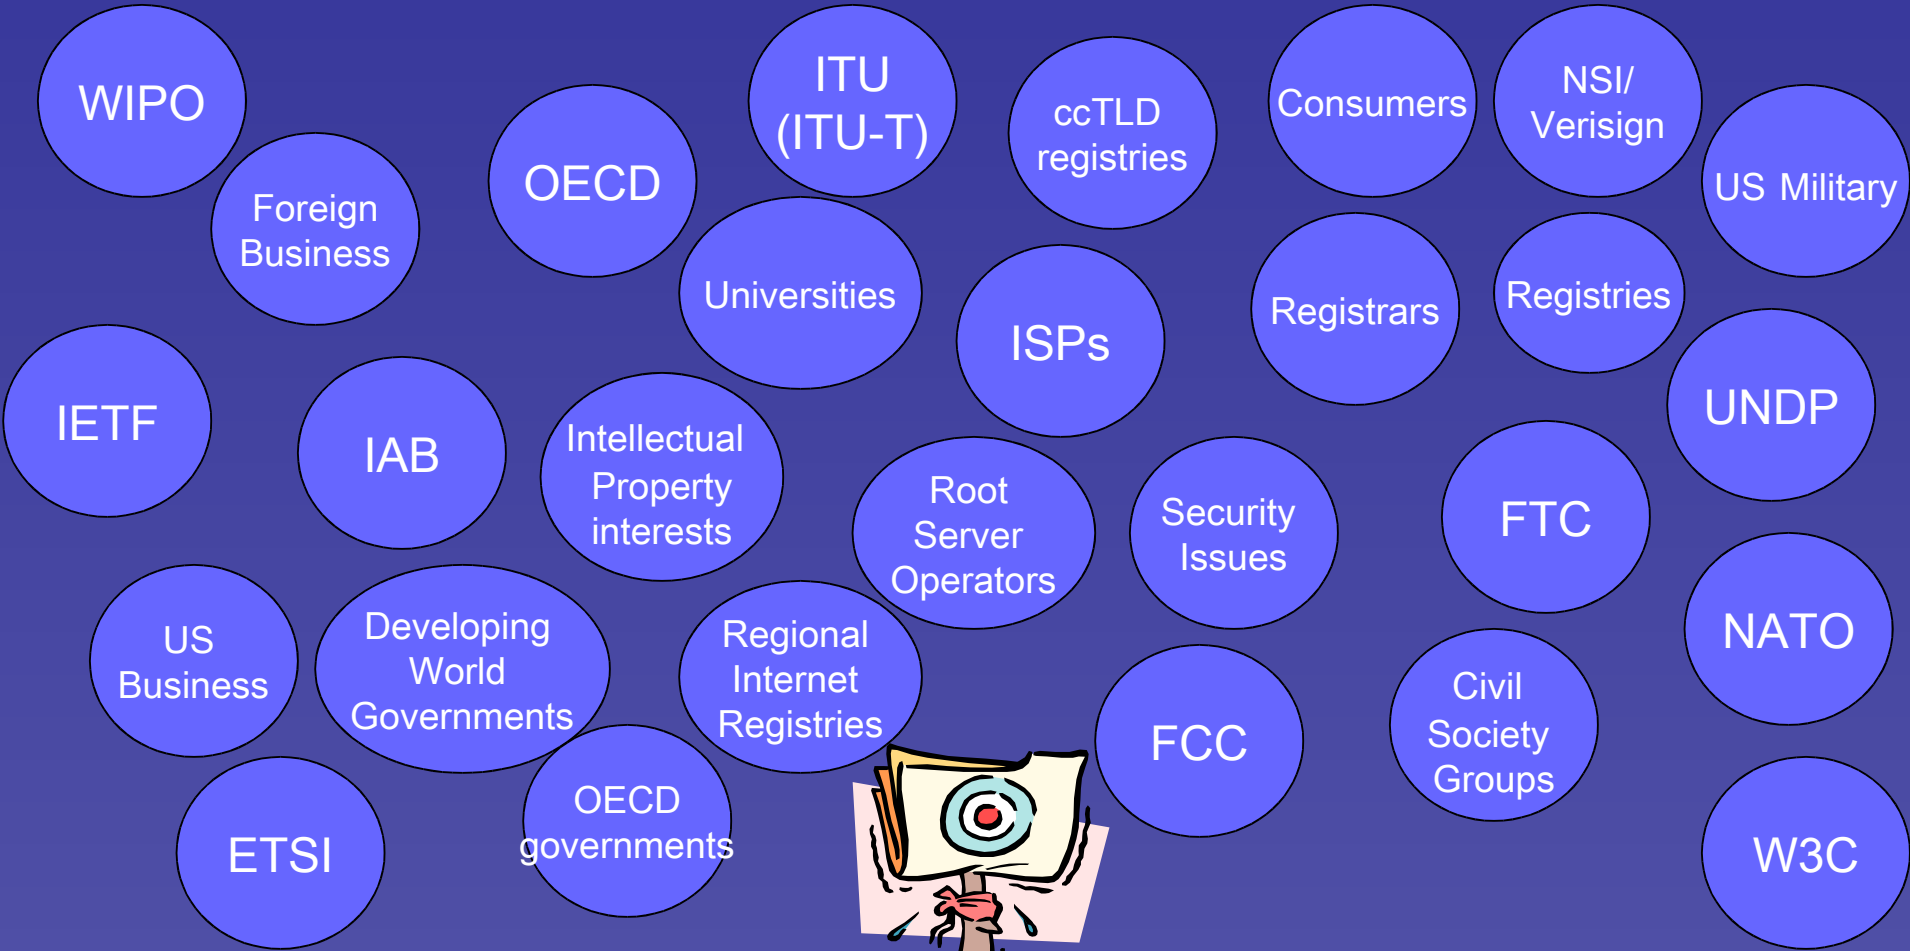 WIPO
Foreign
Business
OECD
ITU
(ITU-T)
ccTLD
registries
Consumers
NSI/
Verisign
US Military
Universities
ISPs
Registrars
Registries
UNDP
IETF
IAB
Intellectual
Property
interests
Root
Server
Operators
Security
Issues
FTC
NATO
US
Business
Developing
World
Governments
Regional
Internet
Registries
FCC
Civil
Society
Groups
ETSI
OECD
governments
W3C